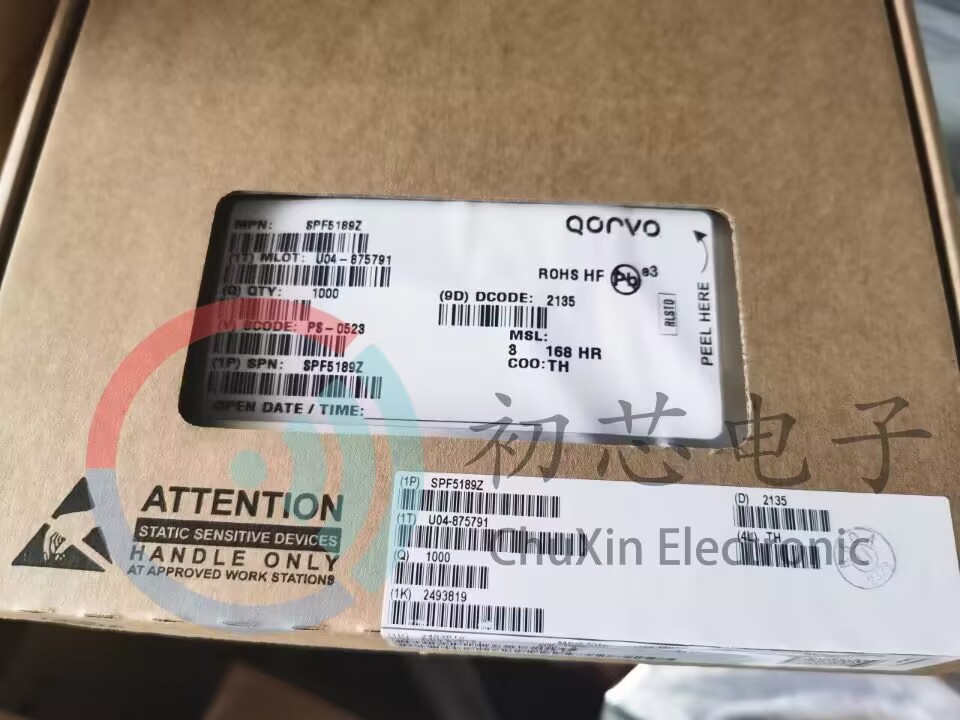 MPN: SPF5189Z
QORVO
(1T) MLOT: U04-875791
ROHS HF Pb e3
(Q) QTY: 1000
(9D) DCODE: 2135
DCODE: PS-0523
MSL:
3 168 HR
(1P) SPN: SPF5189Z
COO: TH
OPEN DATE / TIME:
RLSTD
PEEL HERE
初芯电子
ChuXin Electronic
ATTENTION
STATIC SENSITIVE DEVICES
HANDLE ONLY
AT APPROVED WORK STATIONS
(1P) SPF5189Z
(D) 2135
(1T) U04-875791
(4L) TH
(Q) 1000
(1K) 2493819